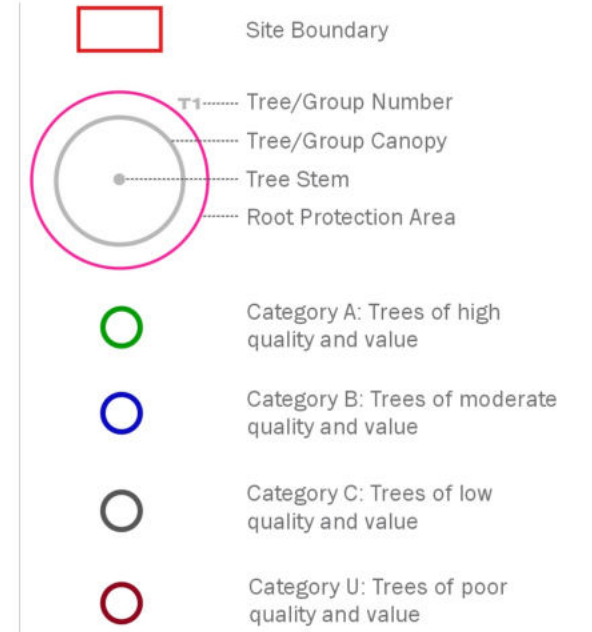 Site Boundary
T1
Tree/Group Number
Tree/Group Canopy
Tree Stem
Root Protection Area
Category A: Trees of high
quality and value
Category B: Trees of moderate
quality and value
Category C: Trees of low
quality and value
Category U: Trees of poor
quality and value